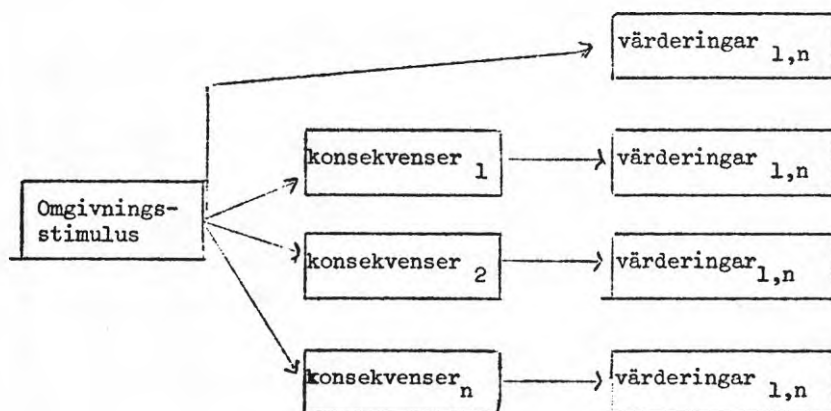 värderingar 1,n
konsekvenser 1
värderingar 1,n
Omgivnings-
stimulus
konsekvenser 2
värderingar 1,n
konsekvenser n
värderingar 1,n